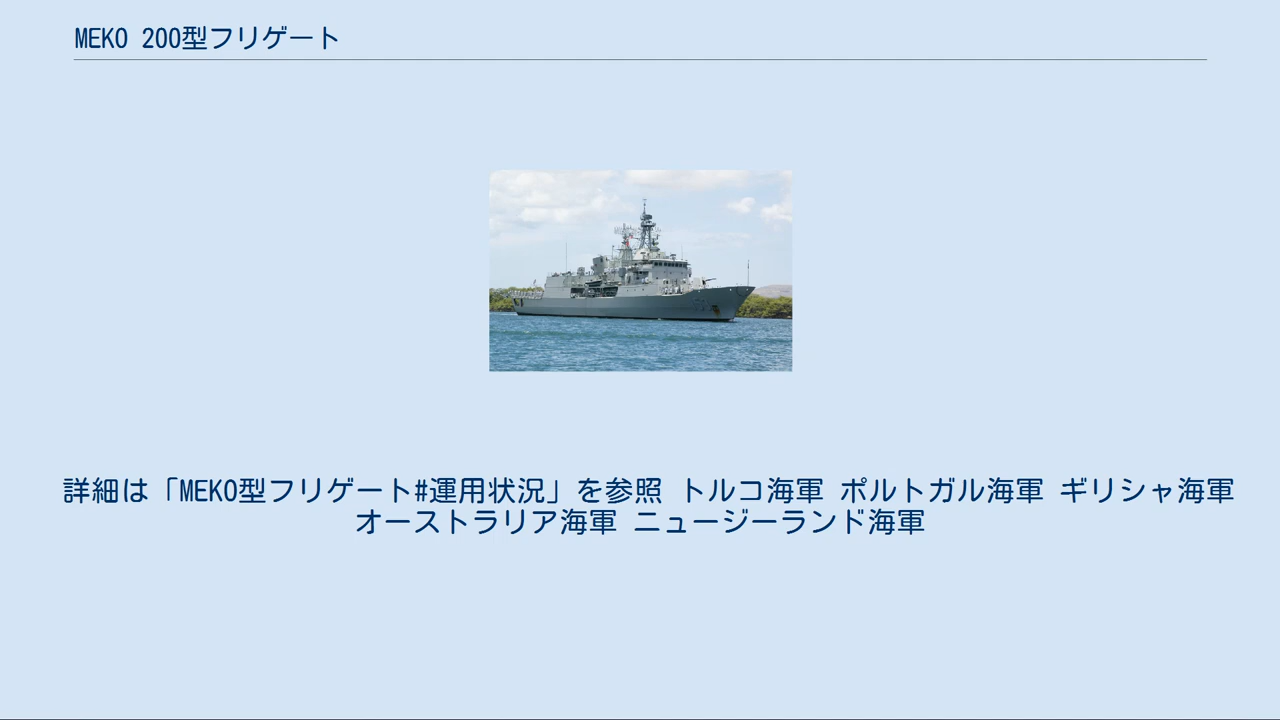 MEKO 200型フリゲート
詳細は「MEKO型フリゲート#運用状況」を参照 トルコ海軍 ポルトガル海軍 ギリシャ海軍
オーストラリア海軍 ニュージーランド海軍